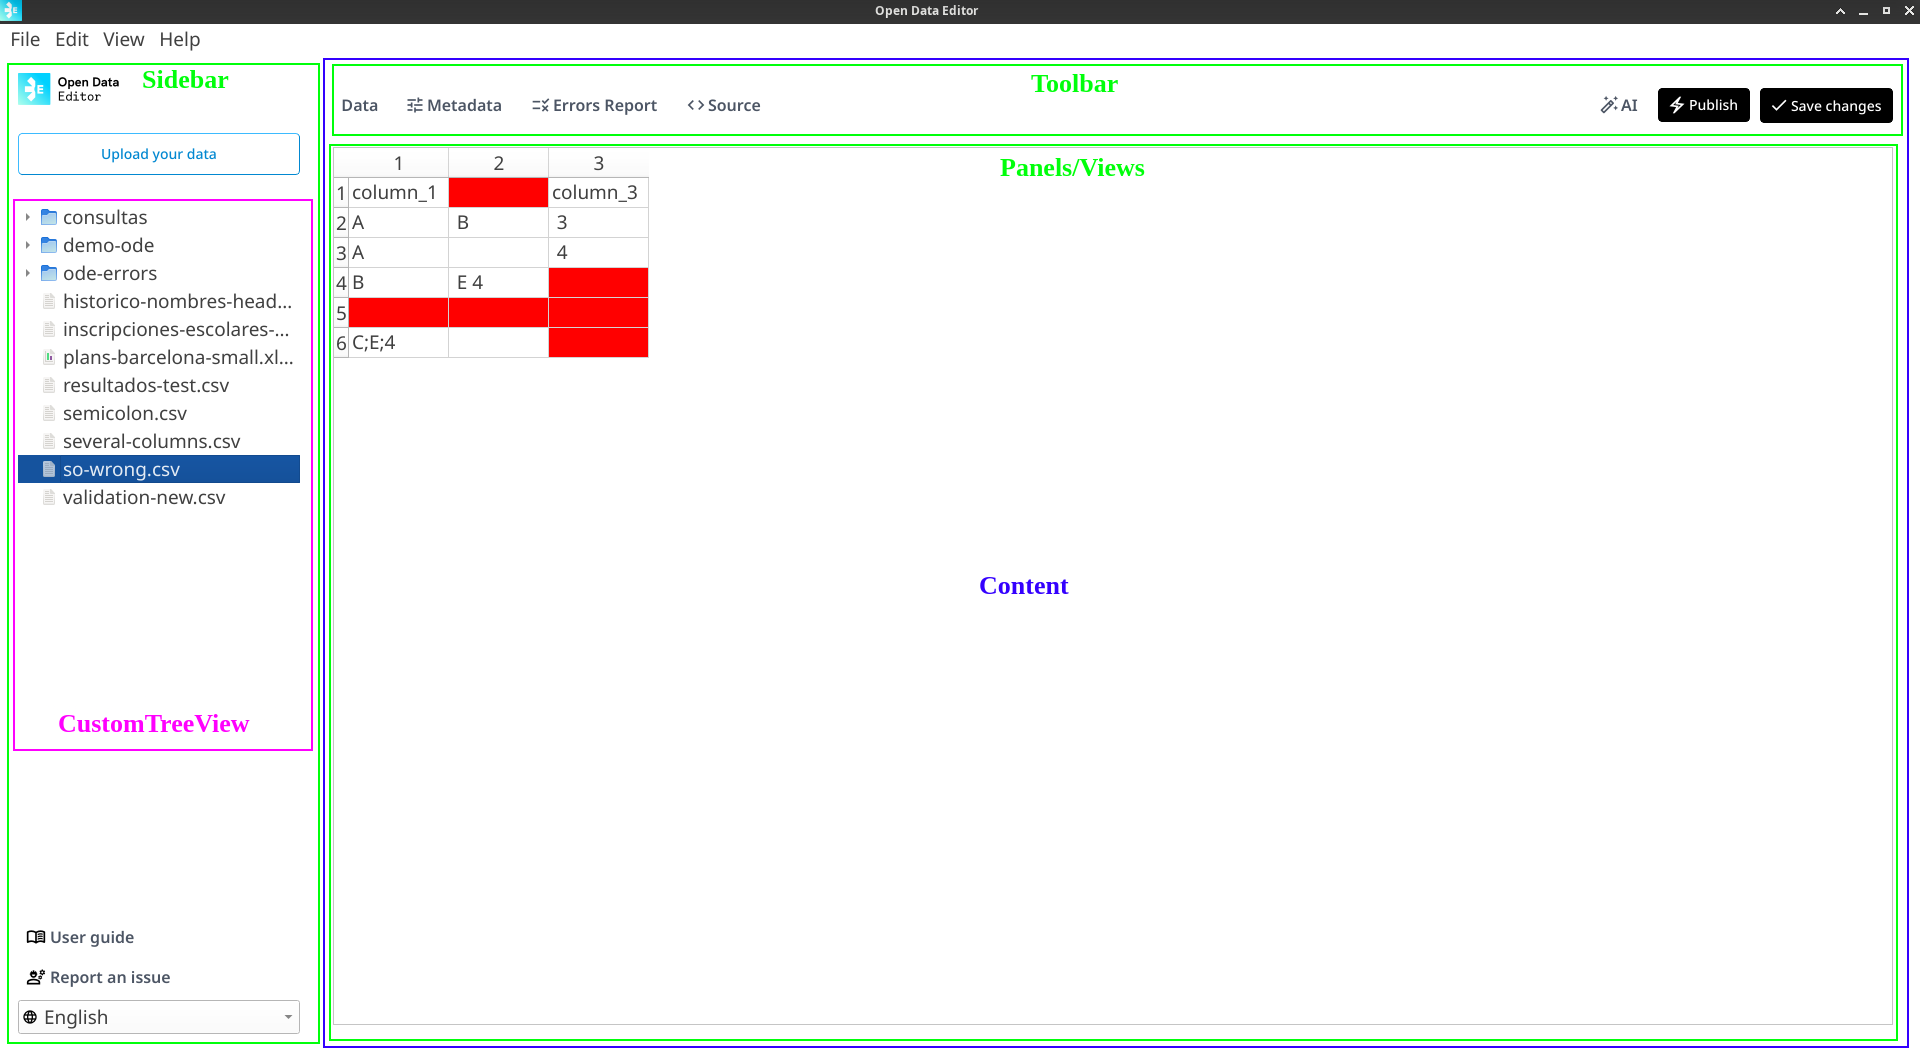 Open Data Editor
File Edit View Help
Open Data
Editor
Sidebar
Upload your data
consultas
demo-ode
ode-errors
historico-nombres-head...
inscripciones-escolares-...
plans-barcelona-small.xl...
resultados-test.csv
semicolon.csv
several-columns.csv
so-wrong.csv
validation-new.csv
CustomTreeView
User guide
Report an issue
English
Toolbar
Data Metadata Errors Report Source AI Publish Save changes
Panels/Views
1 2 3
1 column_1 column_3
2 A B 3
3 A 4
4 B E 4
5
6 C;E;4
Content